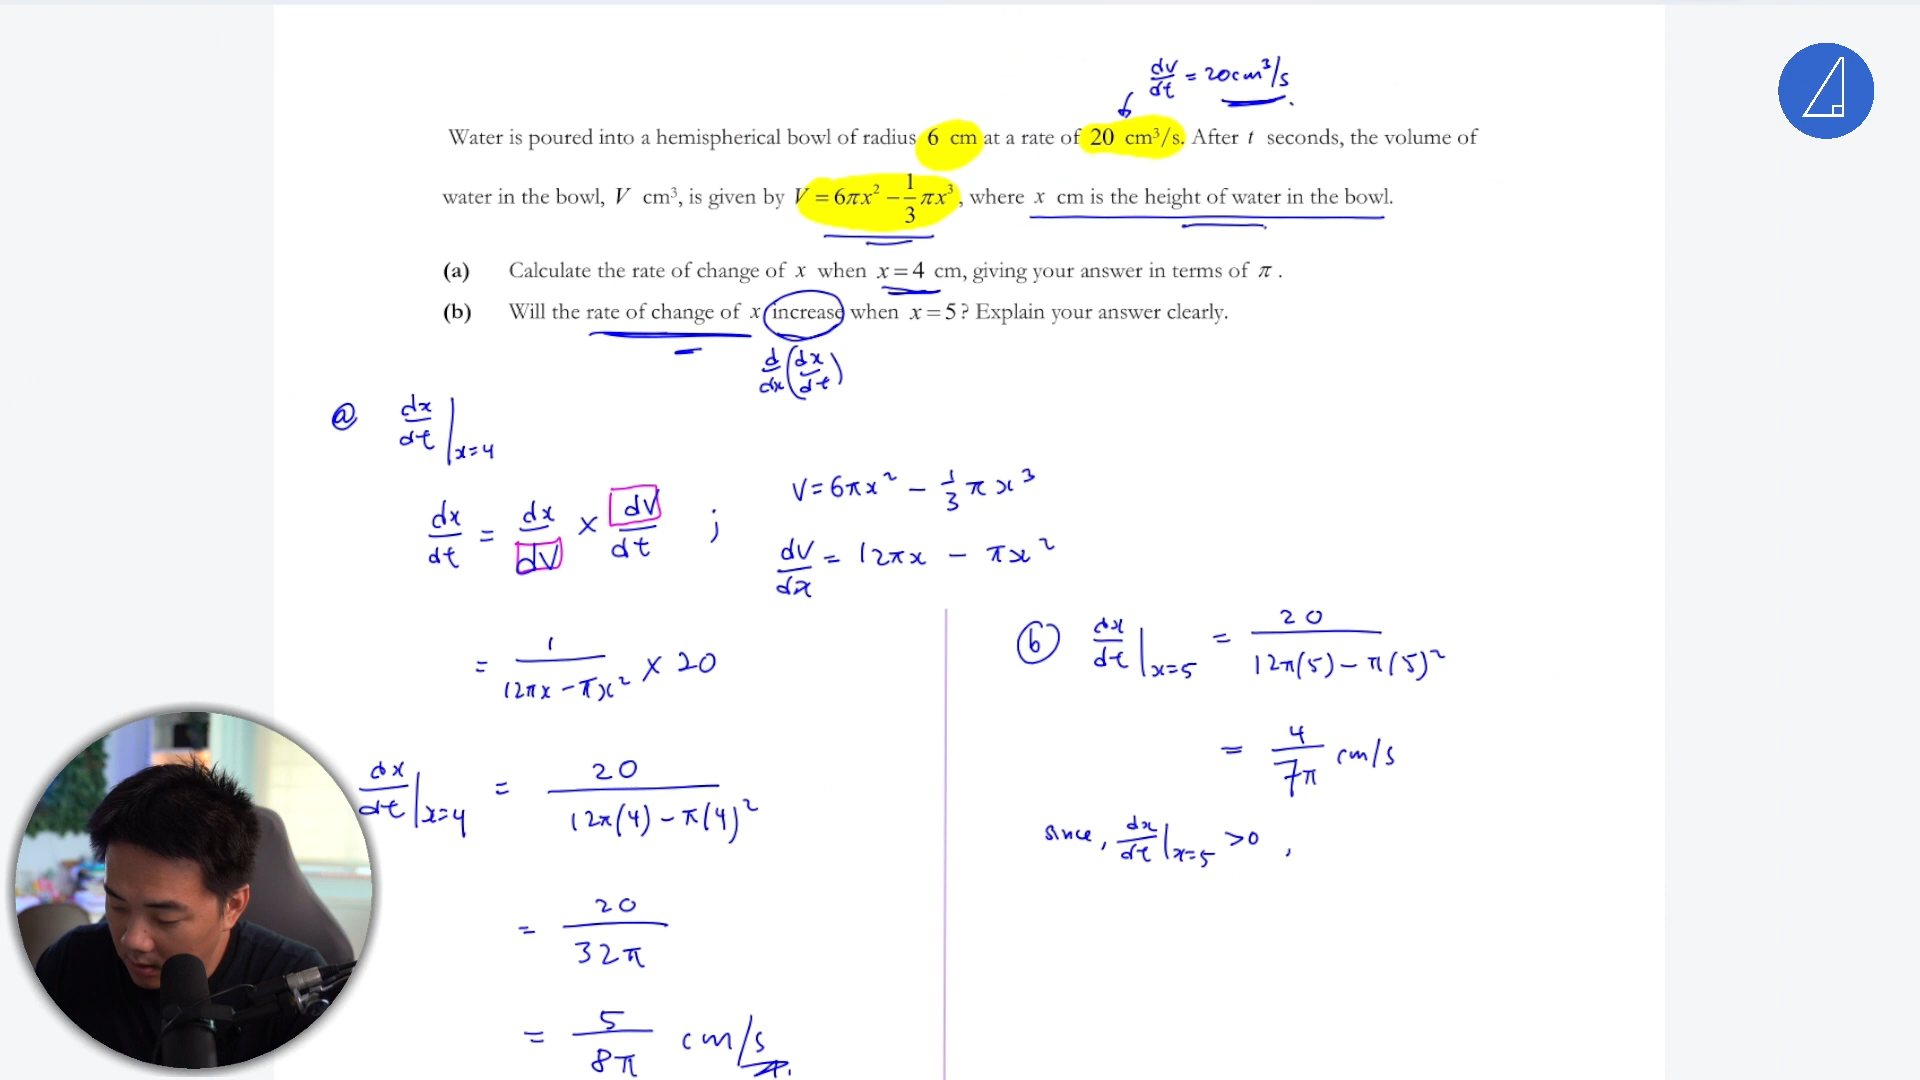 dV/dt = 20cm³/s
Water is poured into a hemispherical bowl of radius 6 cm at a rate of 20 cm³/s. After t seconds, the volume of
water in the bowl, V cm³, is given by V = 6πx² − 1/3 πx³, where x cm is the height of water in the bowl.
(a) Calculate the rate of change of x when x = 4 cm, giving your answer in terms of π.
(b) Will the rate of change of x increase when x = 5? Explain your answer clearly.
d/dx (dx/dt)
ⓐ dx/dt |x=4
V = 6πx² − 1/3 πx³
dx/dt = dx/dV × dV/dt ;
dV/dx = 12πx − πx²
= 1/(12πx − πx²) × 20
dx/dt |x=4 = 20/(12π(4) − π(4)²)
= 20/32π
= 5/8π cm/s
ⓑ dx/dt |x=5 = 20/(12π(5) − π(5)²)
= 4/7π cm/s
since, dx/dt |x=5 >0 ,